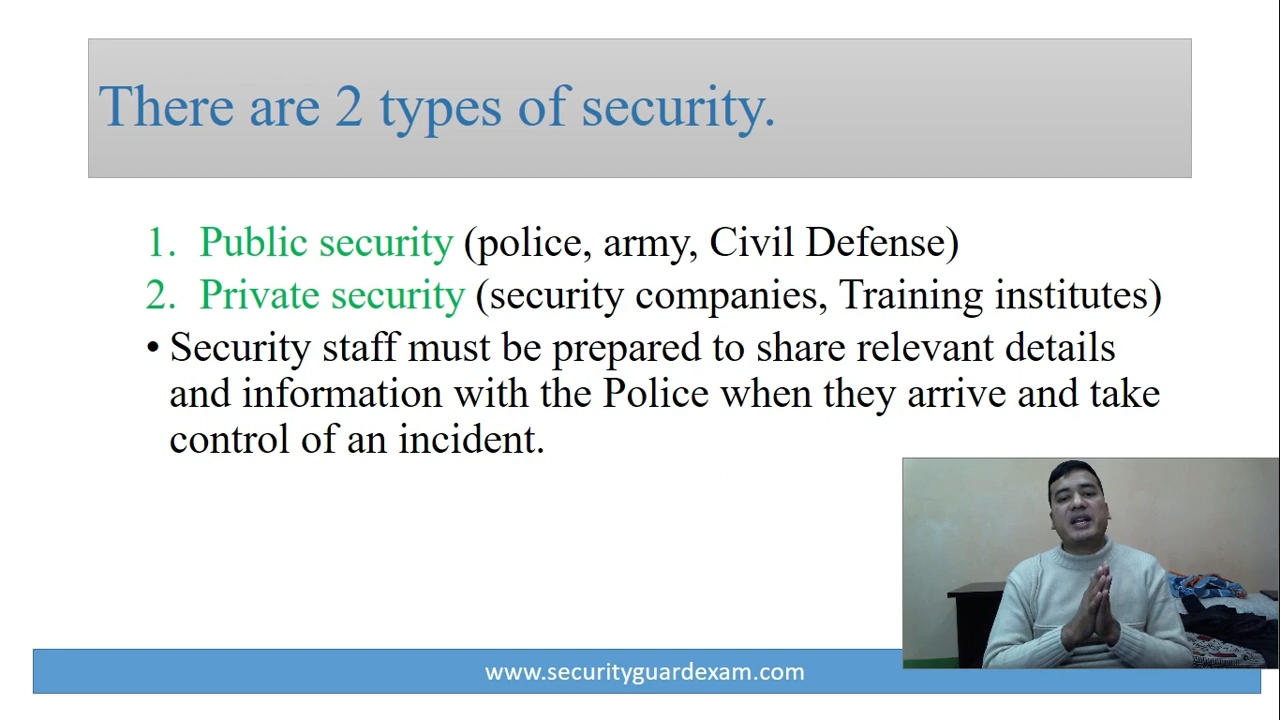 There are 2 types of security.
1. Public security (police, army, Civil Defense)
2. Private security (security companies, Training institutes)
• Security staff must be prepared to share relevant details
and information with the Police when they arrive and take
control of an incident.
www.securityguardexam.com